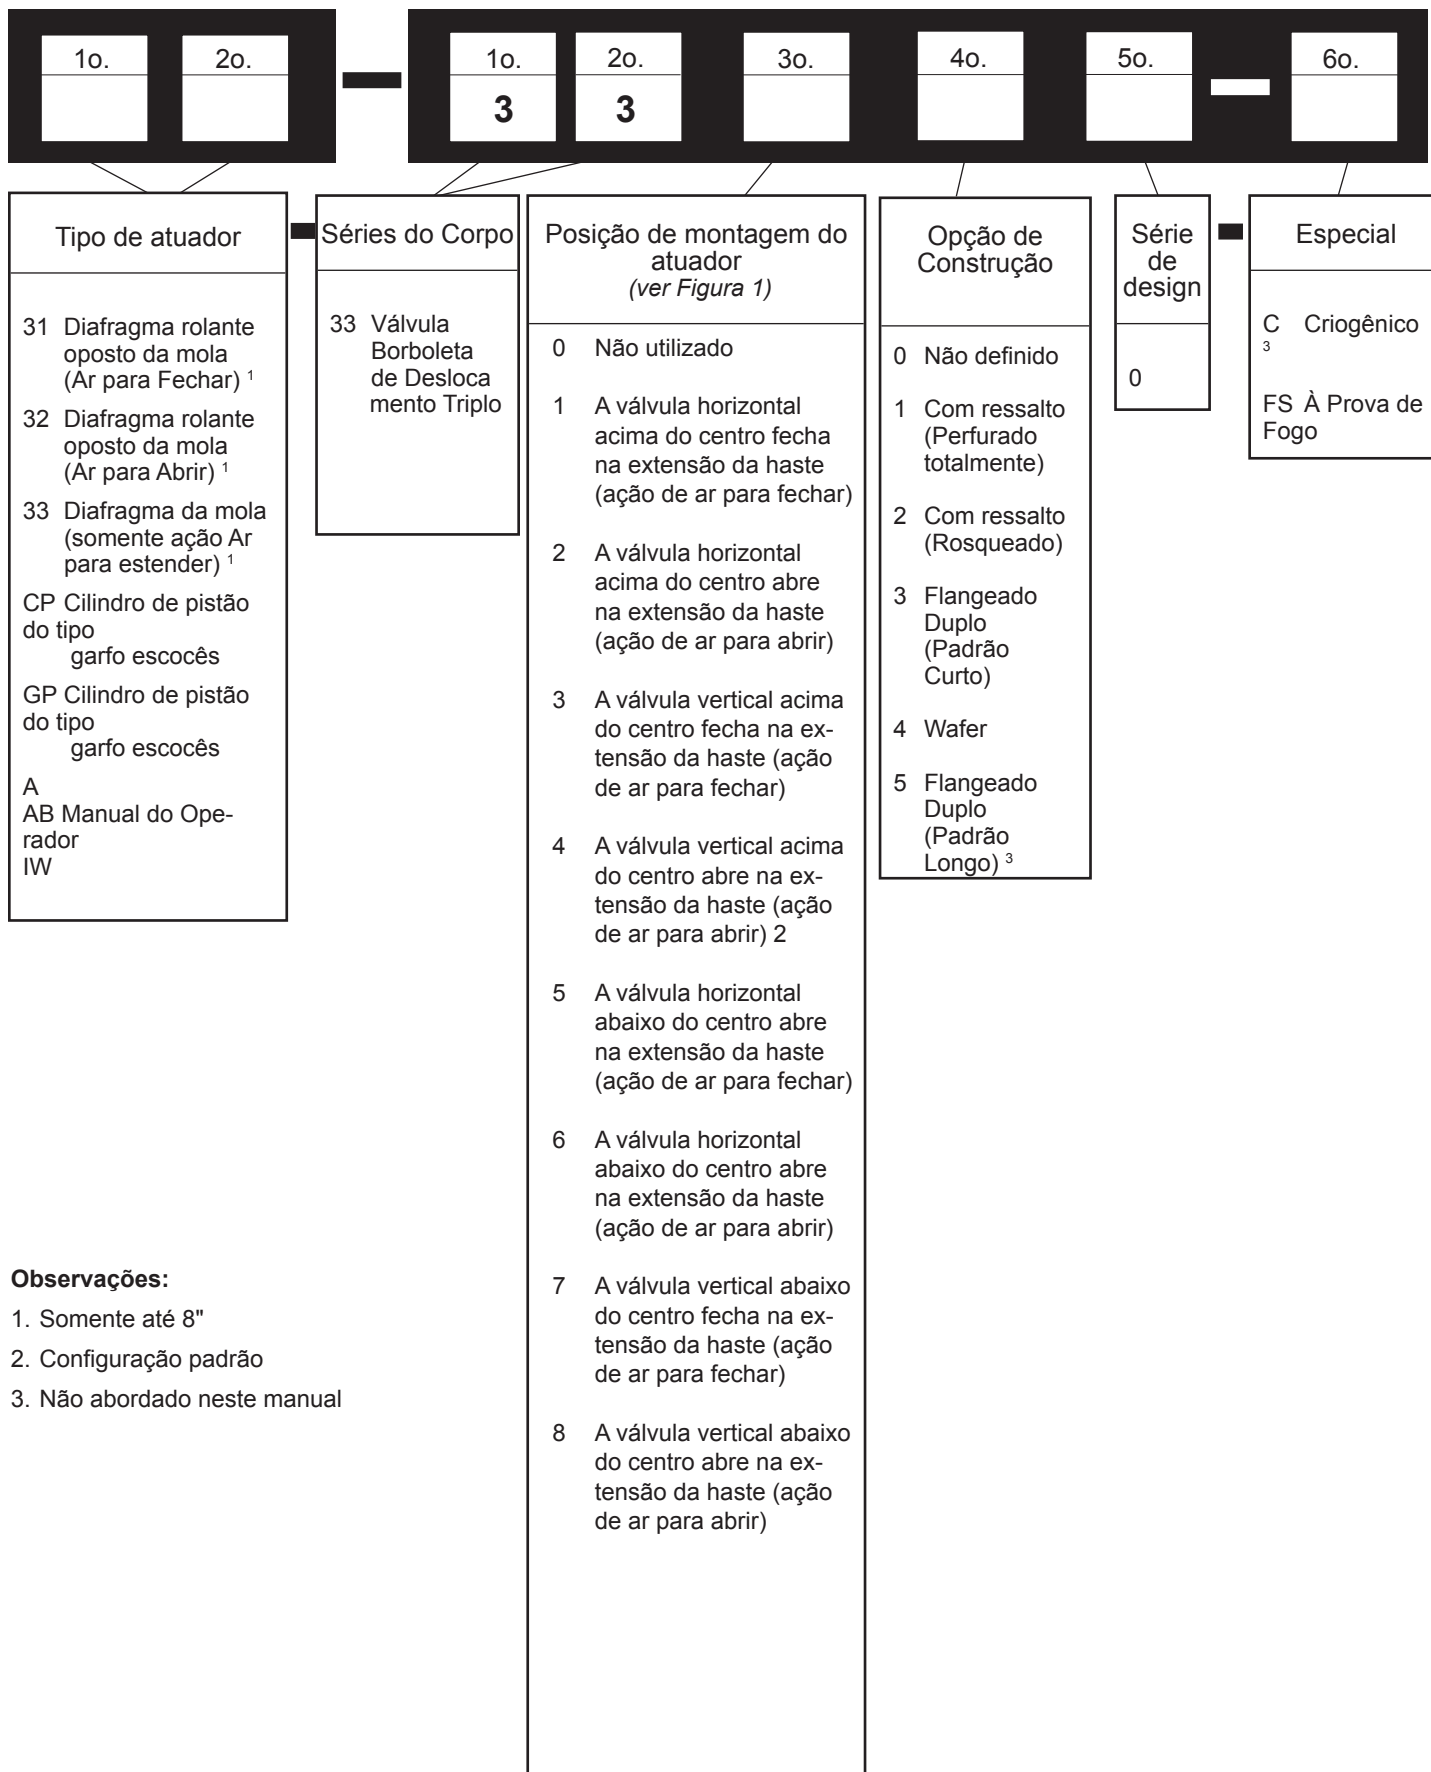 1o.
2o.
1o.
2o.
3o.
4o.
5o.
6o.
3
3
Tipo de atuador
31 Diafragma rolante
oposto da mola
(Ar para Fechar) 1
32 Diafragma rolante
oposto da mola
(Ar para Abrir) 1
33 Diafragma da mola
(somente ação Ar
para estender) 1
CP Cilindro de pistão
do tipo
garfo escocês
GP Cilindro de pistão
do tipo
garfo escocês
A
AB Manual do Ope-
rador
IW
Séries do Corpo
33 Válvula
Borboleta
de Desloca
mento Triplo
Posição de montagem do
atuador
(ver Figura 1)
0 Não utilizado
1 A válvula horizontal
acima do centro fecha
na extensão da haste
(ação de ar para fechar)
2 A válvula horizontal
acima do centro abre
na extensão da haste
(ação de ar para abrir)
3 A válvula vertical acima
do centro fecha na ex-
tensão da haste (ação
de ar para fechar)
4 A válvula vertical acima
do centro abre na ex-
tensão da haste (ação
de ar para abrir) 2
5 A válvula horizontal
abaixo do centro abre
na extensão da haste
(ação de ar para fechar)
6 A válvula horizontal
abaixo do centro abre
na extensão da haste
(ação de ar para abrir)
7 A válvula vertical abaixo
do centro fecha na ex-
tensão da haste (ação
de ar para fechar)
8 A válvula vertical abaixo
do centro abre na ex-
tensão da haste (ação
de ar para abrir)
Opção de
Construção
0 Não definido
1 Com ressalto
(Perfurado
totalmente)
2 Com ressalto
(Rosqueado)
3 Flangeado
Duplo
(Padrão
Curto)
4 Wafer
5 Flangeado
Duplo
(Padrão
Longo) 3
Série
de
design
0
Especial
C Criogênico
3
FS À Prova de
Fogo
Observações:
1. Somente até 8"
2. Configuração padrão
3. Não abordado neste manual